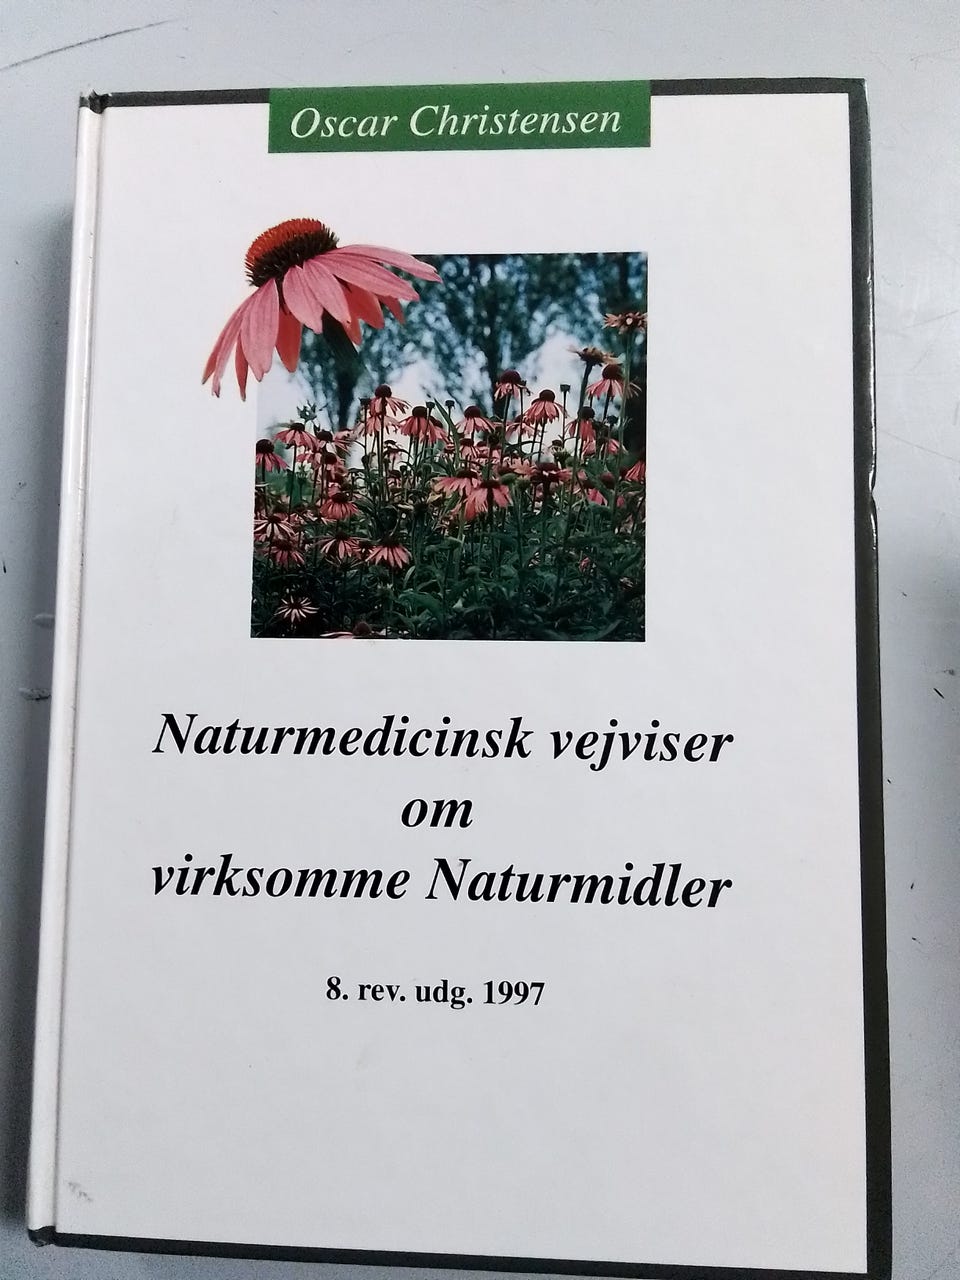 Oscar Christensen
Naturmedicinsk vejviser
om
virksomme Naturmidler
8. rev. udg. 1997